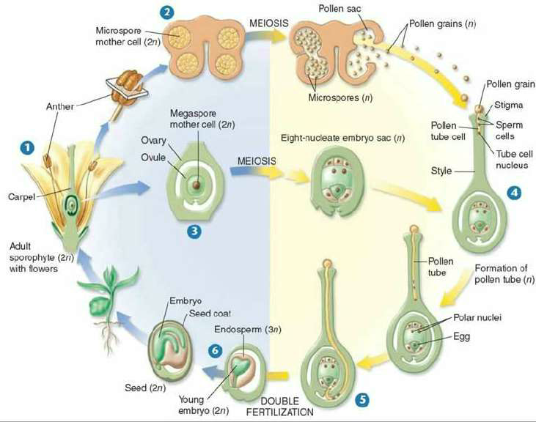 2
Microspore
mother cell (2n)
MEIOSIS
Pollen sac
Pollen grains (n)
Microspores (n)
Anther
1
Carpel
Adult
sporophyte (2n)
with flowers
Megaspore
mother cell (2n)
Ovary
Ovule
3
MEIOSIS
Eight-nucleate embryo sac (n)
Pollen grain
Stigma
Pollen
tube cell
Sperm
cells
Tube cell
nucleus
Style
4
Pollen
tube
Formation of
pollen tube (n)
Polar nuclei
Egg
5
DOUBLE
FERTILIZATION
6
Endosperm (3n)
Young
embryo (2n)
Embryo
Seed coat
Seed (2n)